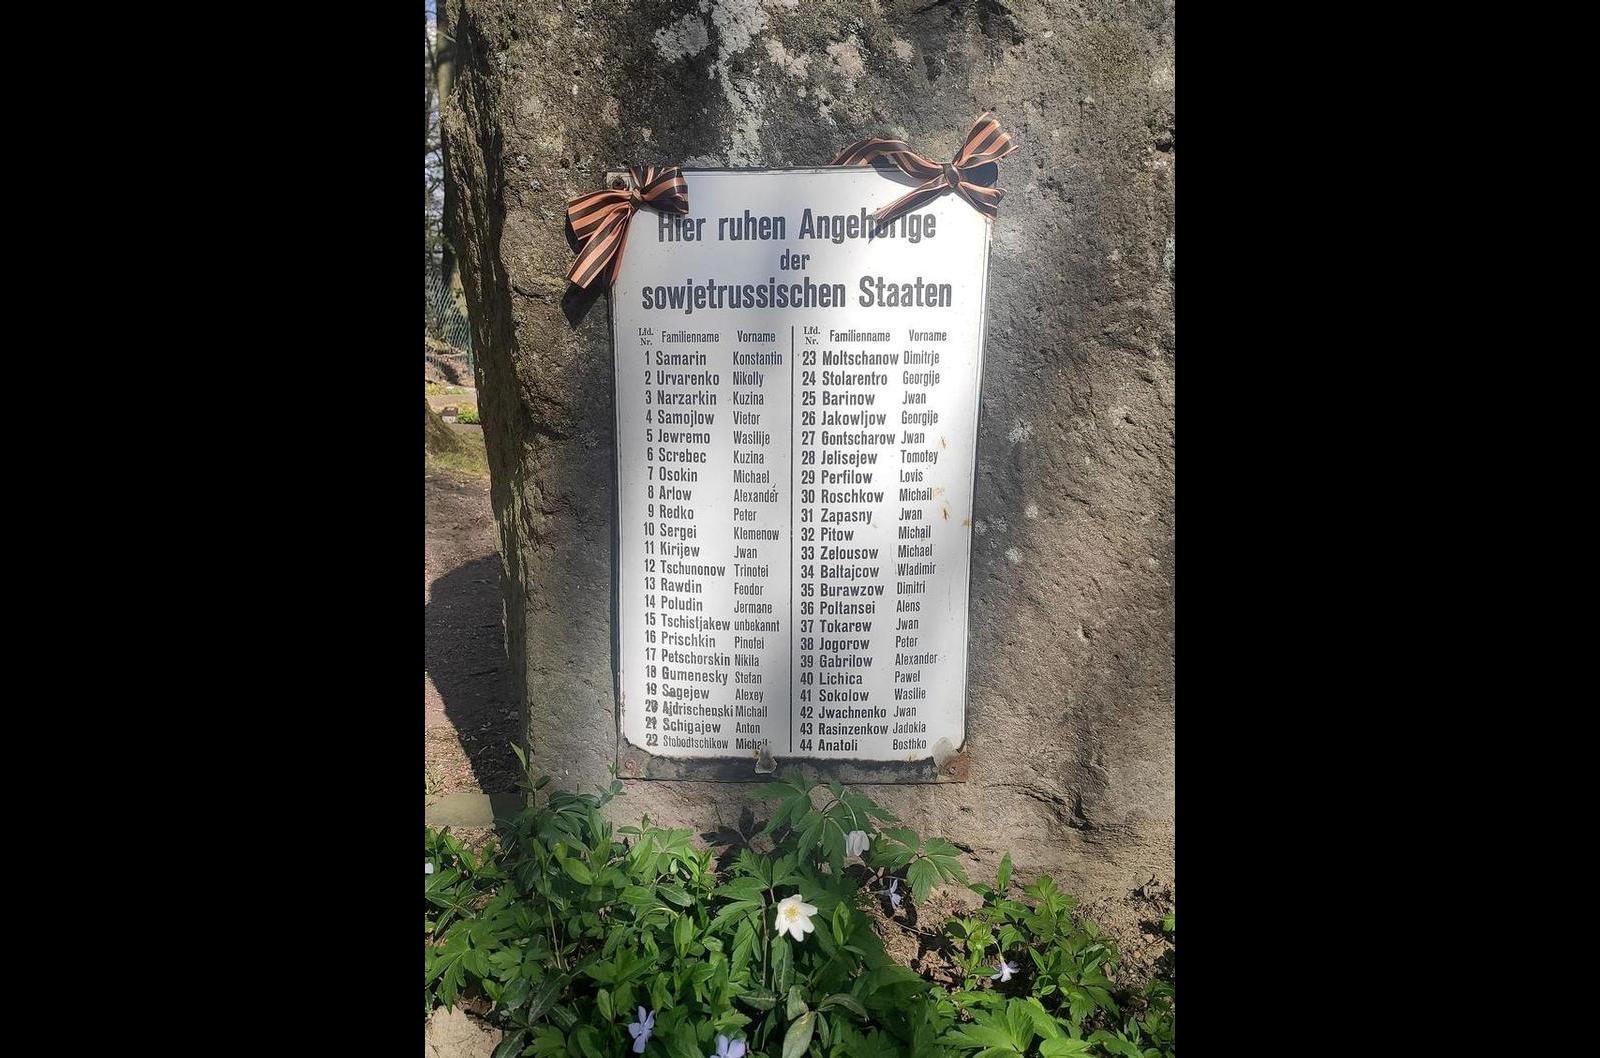 Hier ruhen Angehörige
der
sowjetrussischen Staaten
Lfd. Nr. Familienname Vorname
1 Samarin Konstantin
2 Urvarenko Nikolly
3 Narzarkin Kuzina
4 Samojlow Vietor
5 Jewremo Wasilije
6 Screbec Kuzina
7 Osokin Michael
8 Arlow Alexander
9 Redko Peter
10 Sergei Klemenow
11 Kirijew Jwan
12 Tschunonow Trinotei
13 Rawdin Feodor
14 Poludin Jermane
15 Tschistjakew unbekannt
16 Prischkin Pinotei
17 Petschorskin Nikila
18 Gumenesky Stefan
19 Sagejew Alexey
20 Ajdrischenski Michail
21 Schigajew Anton
22 Stobodtschikow Michail
Lfd. Nr. Familienname Vorname
23 Moltschanow Dimitrje
24 Stolarentro Georgije
25 Barinow Jwan
26 Jakowljow Georgije
27 Gontscharow Jwan
28 Jelisejew Tomotey
29 Perfilow Lovis
30 Roschkow Michail
31 Zapasny Jwan
32 Pitow Michail
33 Zelousow Michael
34 Baltajcow Wladimir
35 Burawzow Dimitri
36 Poltansei Alens
37 Tokarew Jwan
38 Jogorow Peter
39 Gabrilow Alexander
40 Lichica Pawel
41 Sokolow Wasilie
42 Jwachnenko Jwan
43 Rasinzenkow Jadokia
44 Anatoli Bosthko